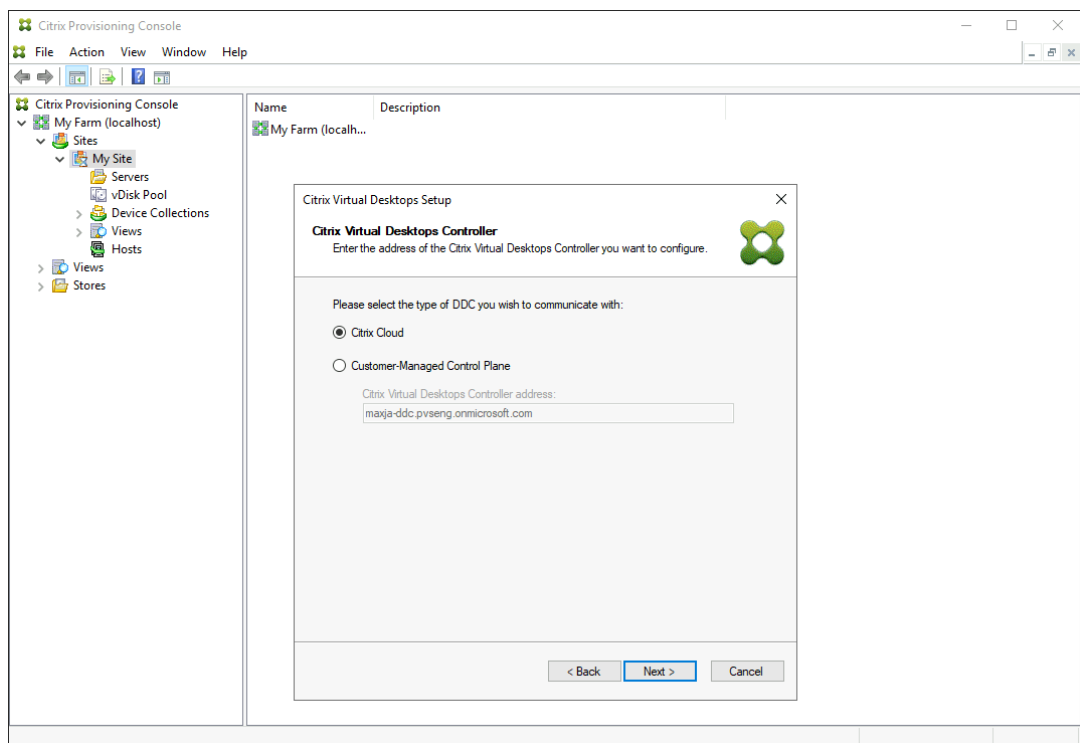 Citrix Provisioning Console
File Action View Window Help
Citrix Provisioning Console
My Farm (localhost)
Sites
My Site
Servers
vDisk Pool
Device Collections
Views
Hosts
Views
Stores
Name Description
My Farm (localh...
Citrix Virtual Desktops Setup
Citrix Virtual Desktops Controller
Enter the address of the Citrix Virtual Desktops Controller you want to configure.
Please select the type of DDC you wish to communicate with:
Citrix Cloud
Customer-Managed Control Plane
Citrix Virtual Desktops Controller address:
maxja-ddc.pvseng.onmicrosoft.com
< Back Next > Cancel